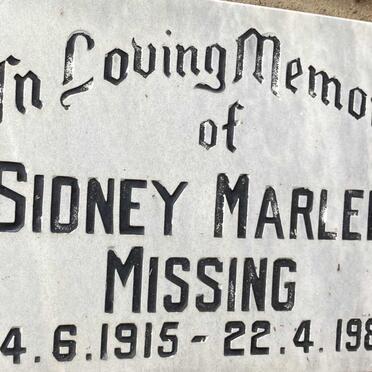 In Loving Memor
of
SIDNEY MARLE
MISSING
4.6.1915 - 22.4.198